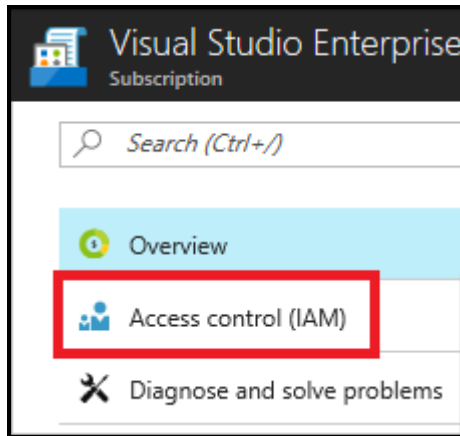 Visual Studio Enterprise
Subscription
Search (Ctrl+/)
Overview
Access control (IAM)
Diagnose and solve problems